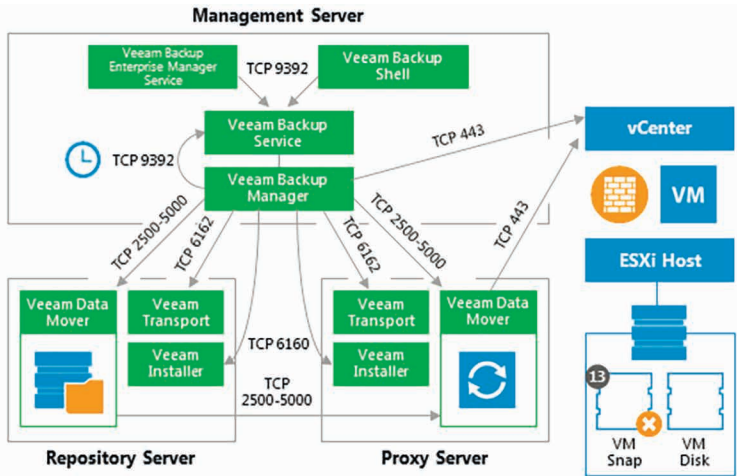 Management Server
Veeam Backup
Enterprise Manager
Service
TCP 9392
Veeam Backup
Shell
Veeam Backup
Service
TCP 9392
Veeam Backup
Manager
TCP 443
vCenter
VM
TCP 2500-5000
TCP 6162
TCP 6162
TCP 2500-5000
TCP 443
ESXi Host
Veeam Data
Mover
Veeam
Transport
Veeam
Installer
TCP 6160
TCP
2500-5000
Veeam
Transport
Veeam
Installer
Veeam Data
Mover
13
VM
Snap
VM
Disk
Repository Server
Proxy Server